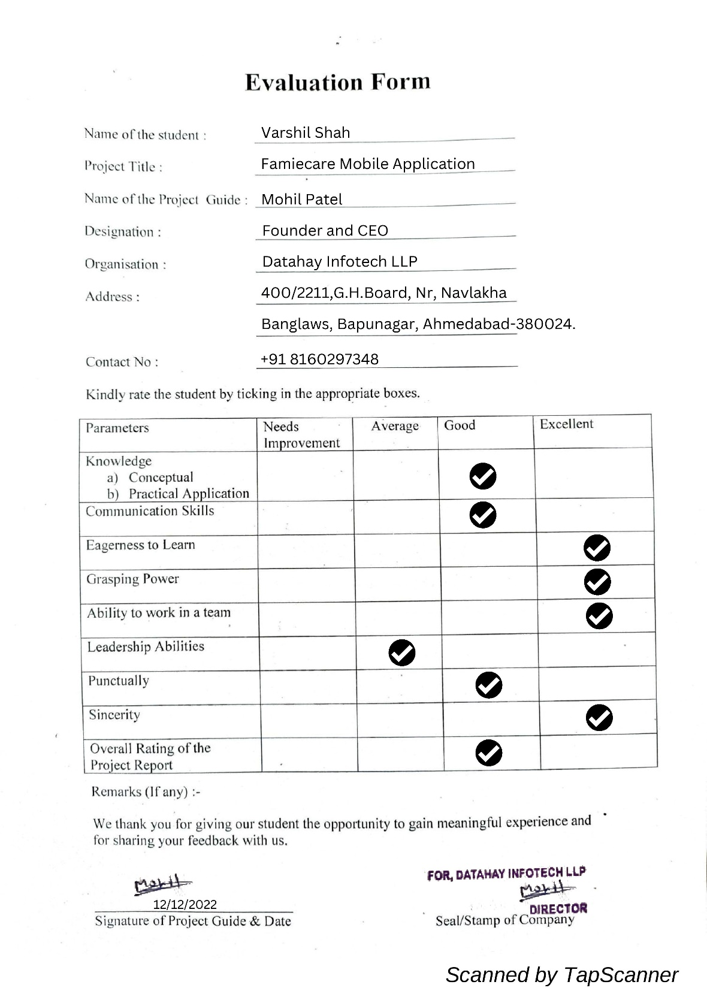 Evaluation Form
Name of the student : Varshil Shah
Project Title : Famiecare Mobile Application
Name of the Project Guide : Mohil Patel
Designation : Founder and CEO
Organisation : Datahay Infotech LLP
Address : 400/2211,G.H.Board, Nr, Navlakha
Banglaws, Bapunagar, Ahmedabad-380024.
Contact No : +91 8160297348
Kindly rate the student by ticking in the appropriate boxes.
Parameters Needs Average Good Excellent
Improvement
Knowledge
a) Conceptual
b) Practical Application
Communication Skills
Eagerness to Learn
Grasping Power
Ability to work in a team
Leadership Abilities
Punctually
Sincerity
Overall Rating of the
Project Report
Remarks (If any) :-
We thank you for giving our student the opportunity to gain meaningful experience and
for sharing your feedback with us.
FOR, DATAHAY INFOTECH LLP
12/12/2022
DIRECTOR
Signature of Project Guide & Date
Seal/Stamp of Company
Scanned by TapScanner